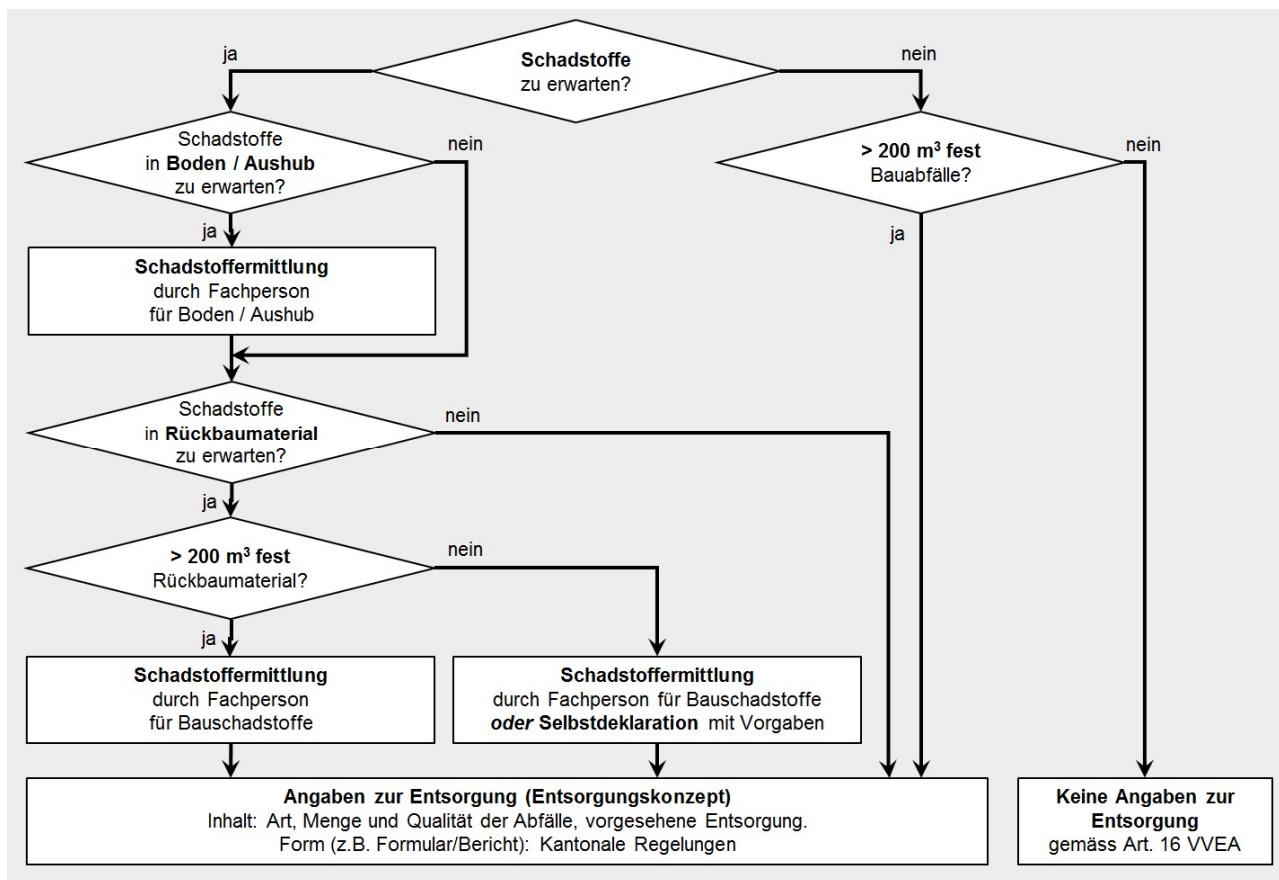 ja
Schadstoffe
zu erwarten?
nein
Schadstoffe
in Boden / Aushub
zu erwarten?
nein
> 200 m³ fest
Bauabfälle?
nein
ja
ja
Schadstoffermittlung
durch Fachperson
für Boden / Aushub
Schadstoffe
in Rückbaumaterial
zu erwarten?
nein
ja
> 200 m³ fest
Rückbaumaterial?
nein
ja
Schadstoffermittlung
durch Fachperson
für Bauschadstoffe
Schadstoffermittlung
durch Fachperson für Bauschadstoffe
oder Selbstdeklaration mit Vorgaben
Angaben zur Entsorgung (Entsorgungskonzept)
Inhalt: Art, Menge und Qualität der Abfälle, vorgesehene Entsorgung.
Form (z.B. Formular/Bericht): Kantonale Regelungen
Keine Angaben zur
Entsorgung
gemäss Art. 16 VVEA